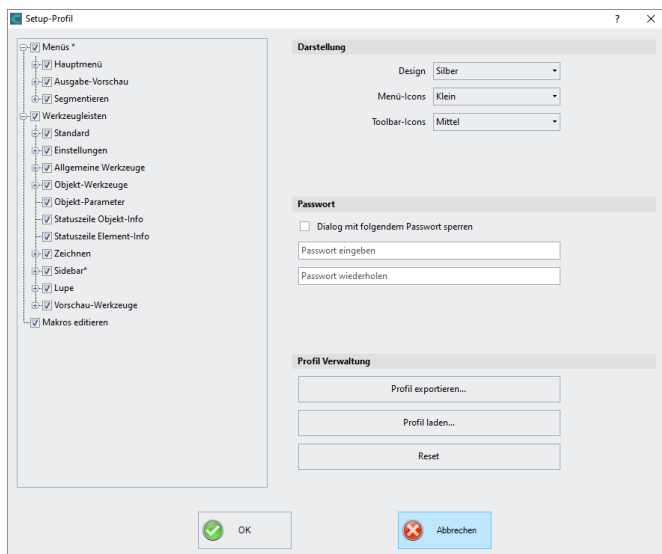 Setup-Profil
Menüs *
Hauptmenü
Ausgabe-Vorschau
Segmentieren
Werkzeugleisten
Standard
Einstellungen
Allgemeine Werkzeuge
Objekt-Werkzeuge
Objekt-Parameter
Statuszeile Objekt-Info
Statuszeile Element-Info
Zeichnen
Sidebar*
Lupe
Vorschau-Werkzeuge
Makros editieren
Darstellung
Design Silber
Menü-Icons Klein
Toolbar-Icons Mittel
Passwort
Dialog mit folgendem Passwort sperren
Passwort eingeben
Passwort wiederholen
Profil Verwaltung
Profil exportieren...
Profil laden...
Reset
OK Abbrechen